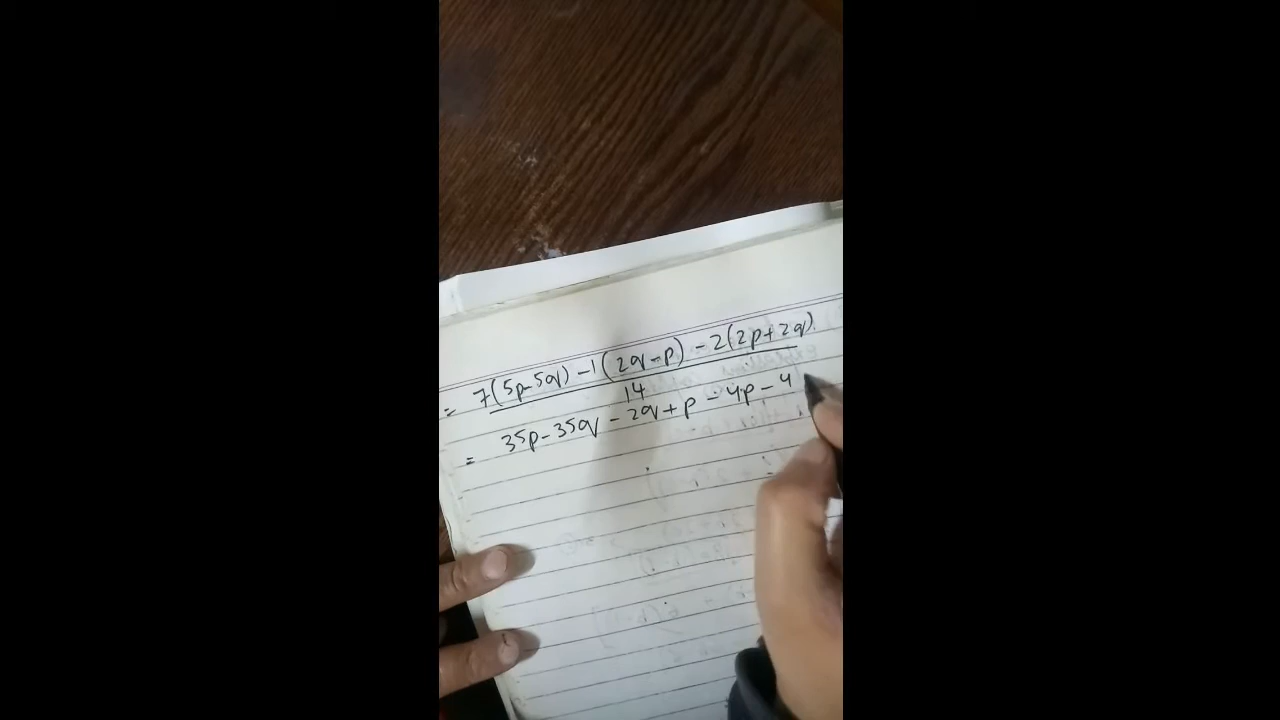 = 7(5p-5q) -1(2q-p) -2(2p+2q)
14
= 35p-35q -2q+p -4p-4